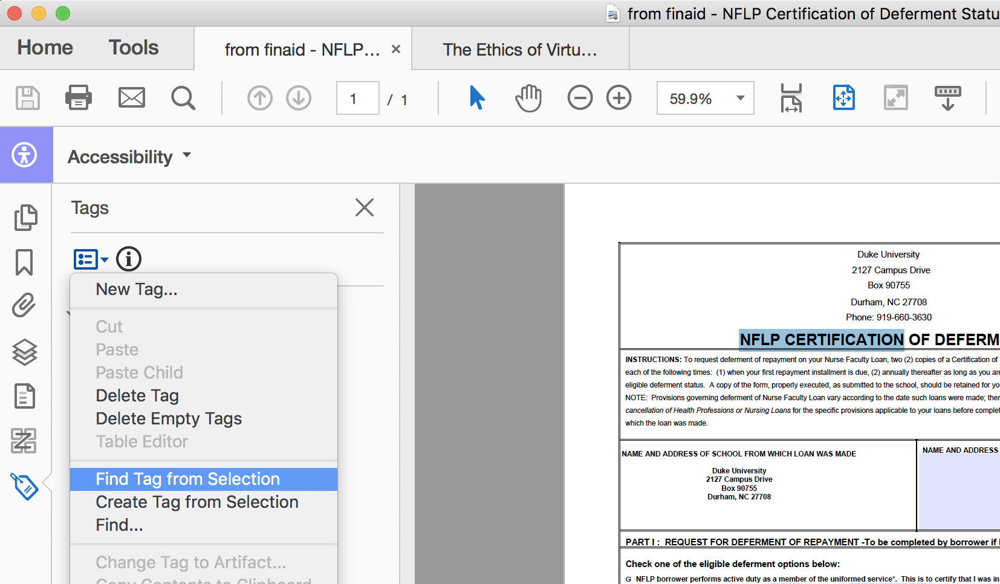 from finaid - NFLP Certification of Deferment Statu
Home
Tools
from finaid - NFLP...
The Ethics of Virtu...
1 / 1
59.9%
Accessibility
Tags
New Tag...
Cut
Paste
Paste Child
Delete Tag
Delete Empty Tags
Table Editor
Find Tag from Selection
Create Tag from Selection
Find...
Change Tag to Artifact...
Copy Contents to Clipboard
Duke University
2127 Campus Drive
Box 90755
Durham, NC 27708
Phone: 919-660-3630
NFLP CERTIFICATION OF DEFERM
INSTRUCTIONS: To request deferment of repayment on your Nurse Faculty Loan, two (2) copies of a Certification of
each of the following times: (1) when your first repayment installment is due, (2) annually thereafter as long as you are
eligible deferment status. A copy of the form, properly executed, as submitted to the school, should be retained for yo
NOTE: Provisions governing deferment of Nurse Faculty Loan vary according to the date such loans were made; ther
cancellation of Health Professions or Nursing Loans for the specific provisions applicable to your loans before complet
which the loan was made.
NAME AND ADDRESS OF SCHOOL FROM WHICH LOAN WAS MADE
Duke University
2127 Campus Drive
Box 90755
Durham, NC 27708
NAME AND ADDRESS
PART I : REQUEST FOR DEFERMENT OF REPAYMENT -To be completed by borrower if
Check one of the eligible deferment options below:
G NFLP borrower performs active duty as a member of the uniformed service*. This is to certify that I was in